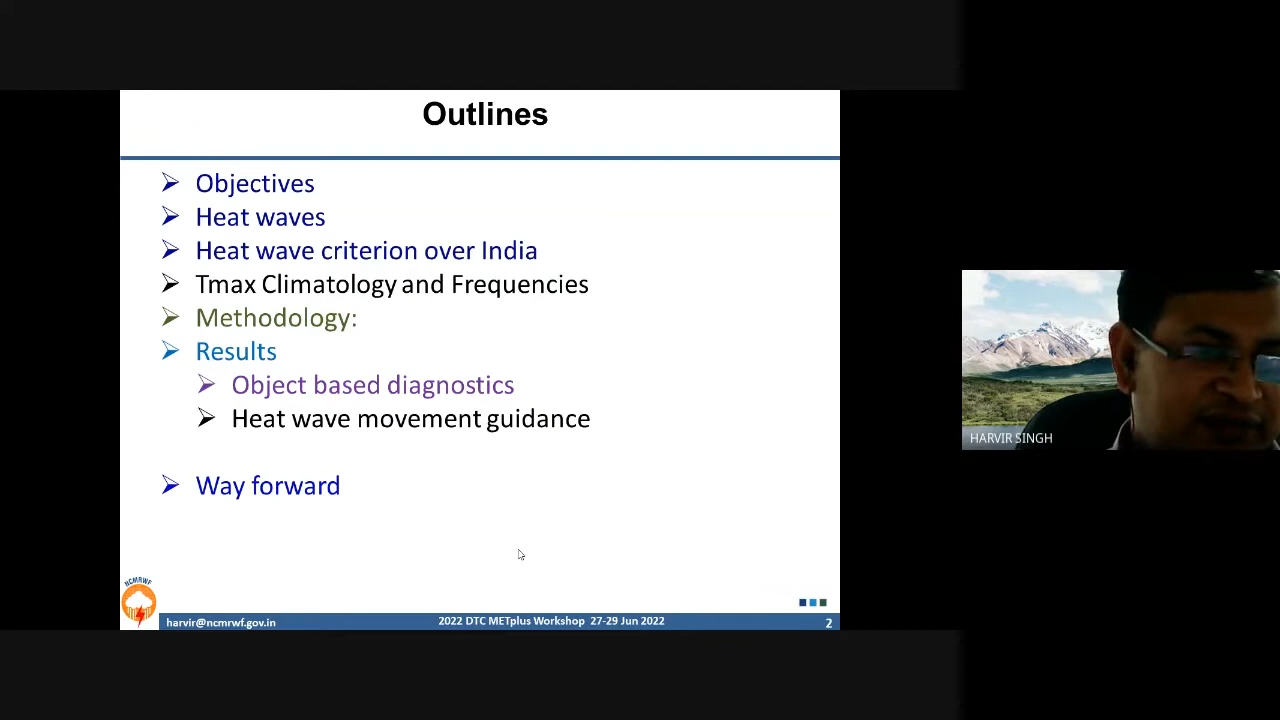 Outlines
Objectives
Heat waves
Heat wave criterion over India
Tmax Climatology and Frequencies
Methodology:
Results
Object based diagnostics
Heat wave movement guidance
Way forward
HARVIR SINGH
NCMRWF
harvir@ncmrwf.gov.in
2022 DTC METplus Workshop 27-29 Jun 2022
2